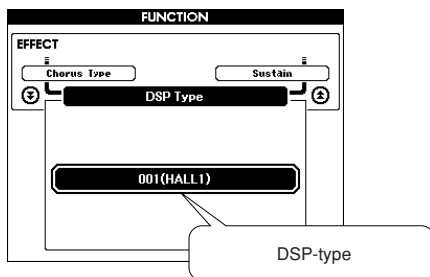 FUNCTION
EFFECT
Chorus Type
Sustain
DSP Type
001(HALL1)
DSP-type